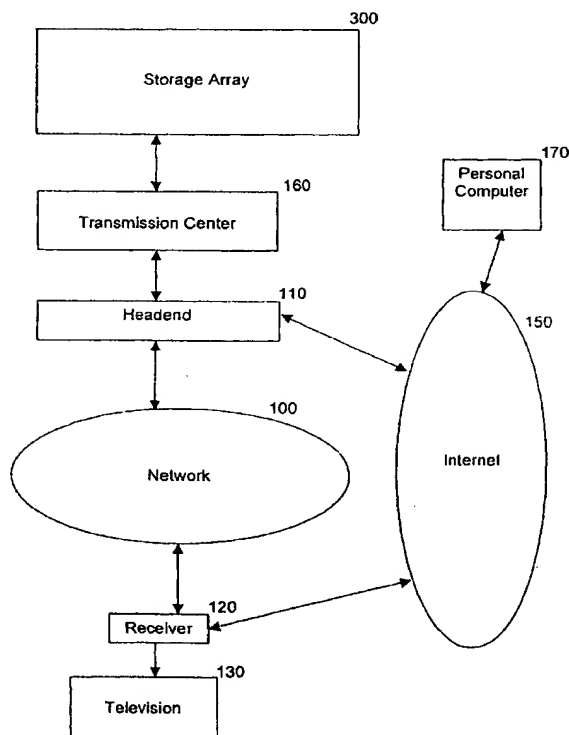 300
Storage Array
160
Transmission Center
110
Headend
100
Network
120
Receiver
130
Television
170
Personal
Computer
150
Internet